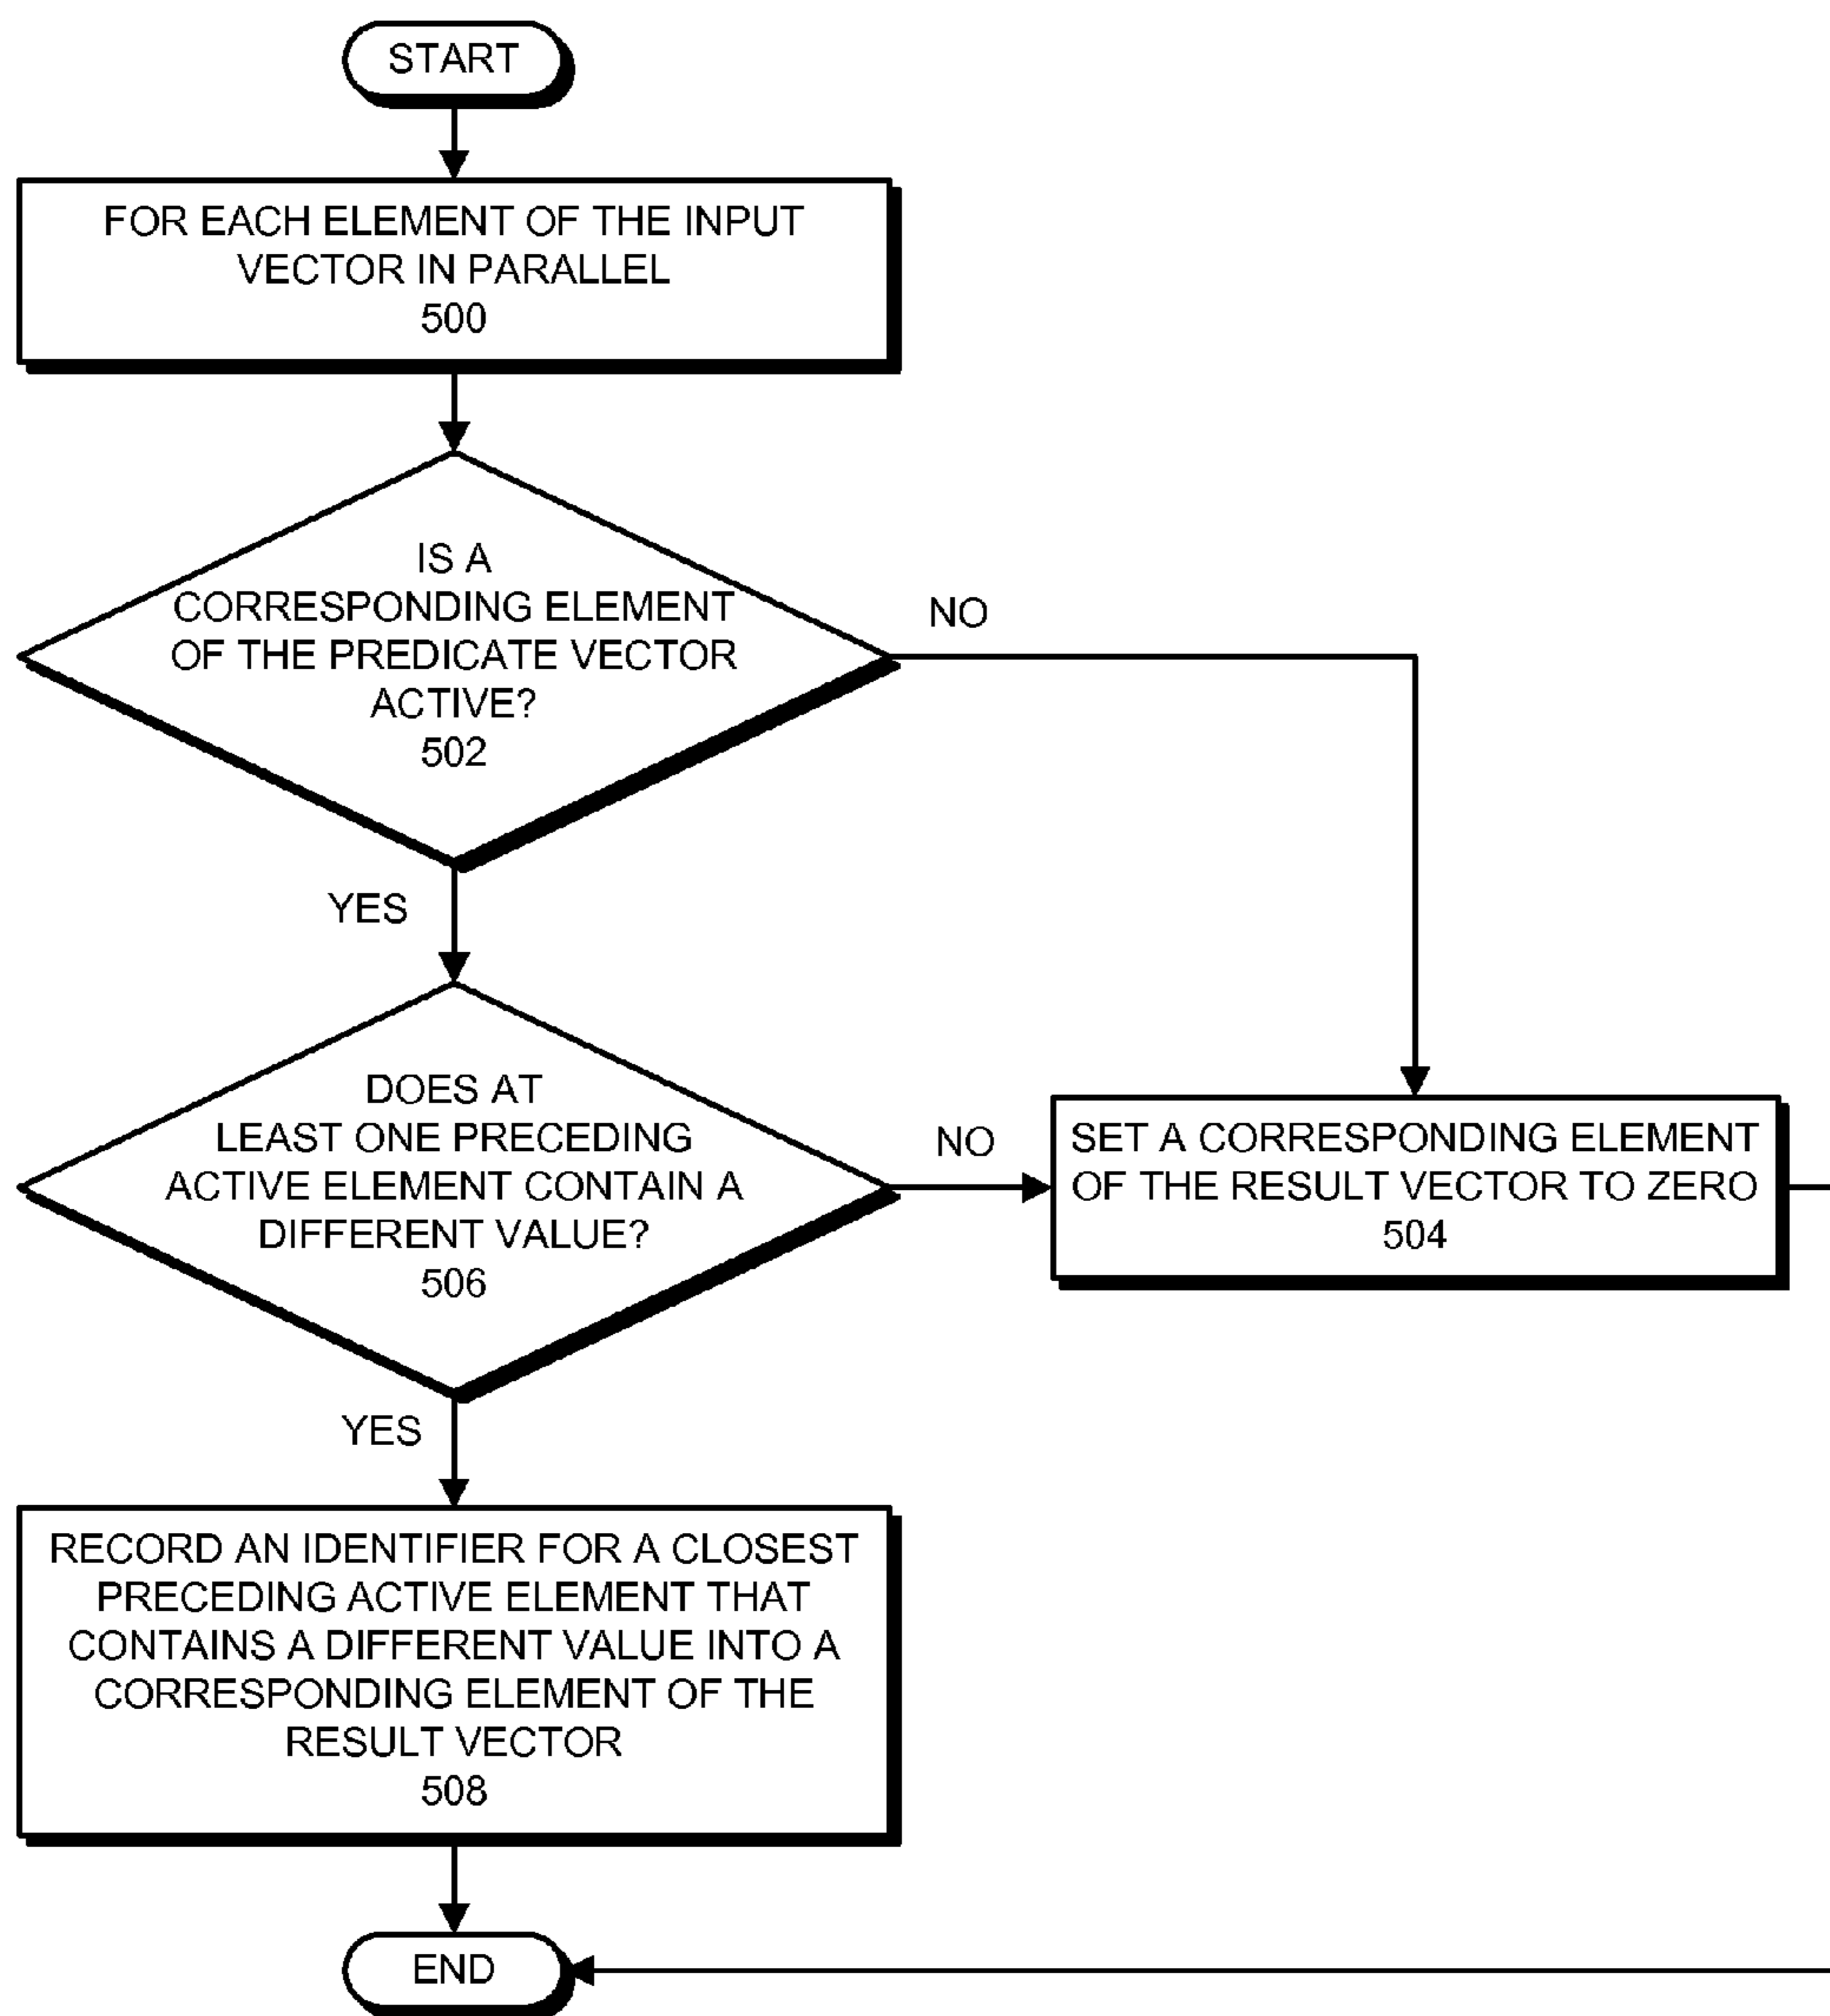 START
FOR EACH ELEMENT OF THE INPUT
VECTOR IN PARALLEL
500
IS A
CORRESPONDING ELEMENT
OF THE PREDICATE VECTOR
ACTIVE?
502
NO
YES
DOES AT
LEAST ONE PRECEDING
ACTIVE ELEMENT CONTAIN A
DIFFERENT VALUE?
506
NO
SET A CORRESPONDING ELEMENT
OF THE RESULT VECTOR TO ZERO
504
YES
RECORD AN IDENTIFIER FOR A CLOSEST
PRECEDING ACTIVE ELEMENT THAT
CONTAINS A DIFFERENT VALUE INTO A
CORRESPONDING ELEMENT OF THE
RESULT VECTOR
508
END